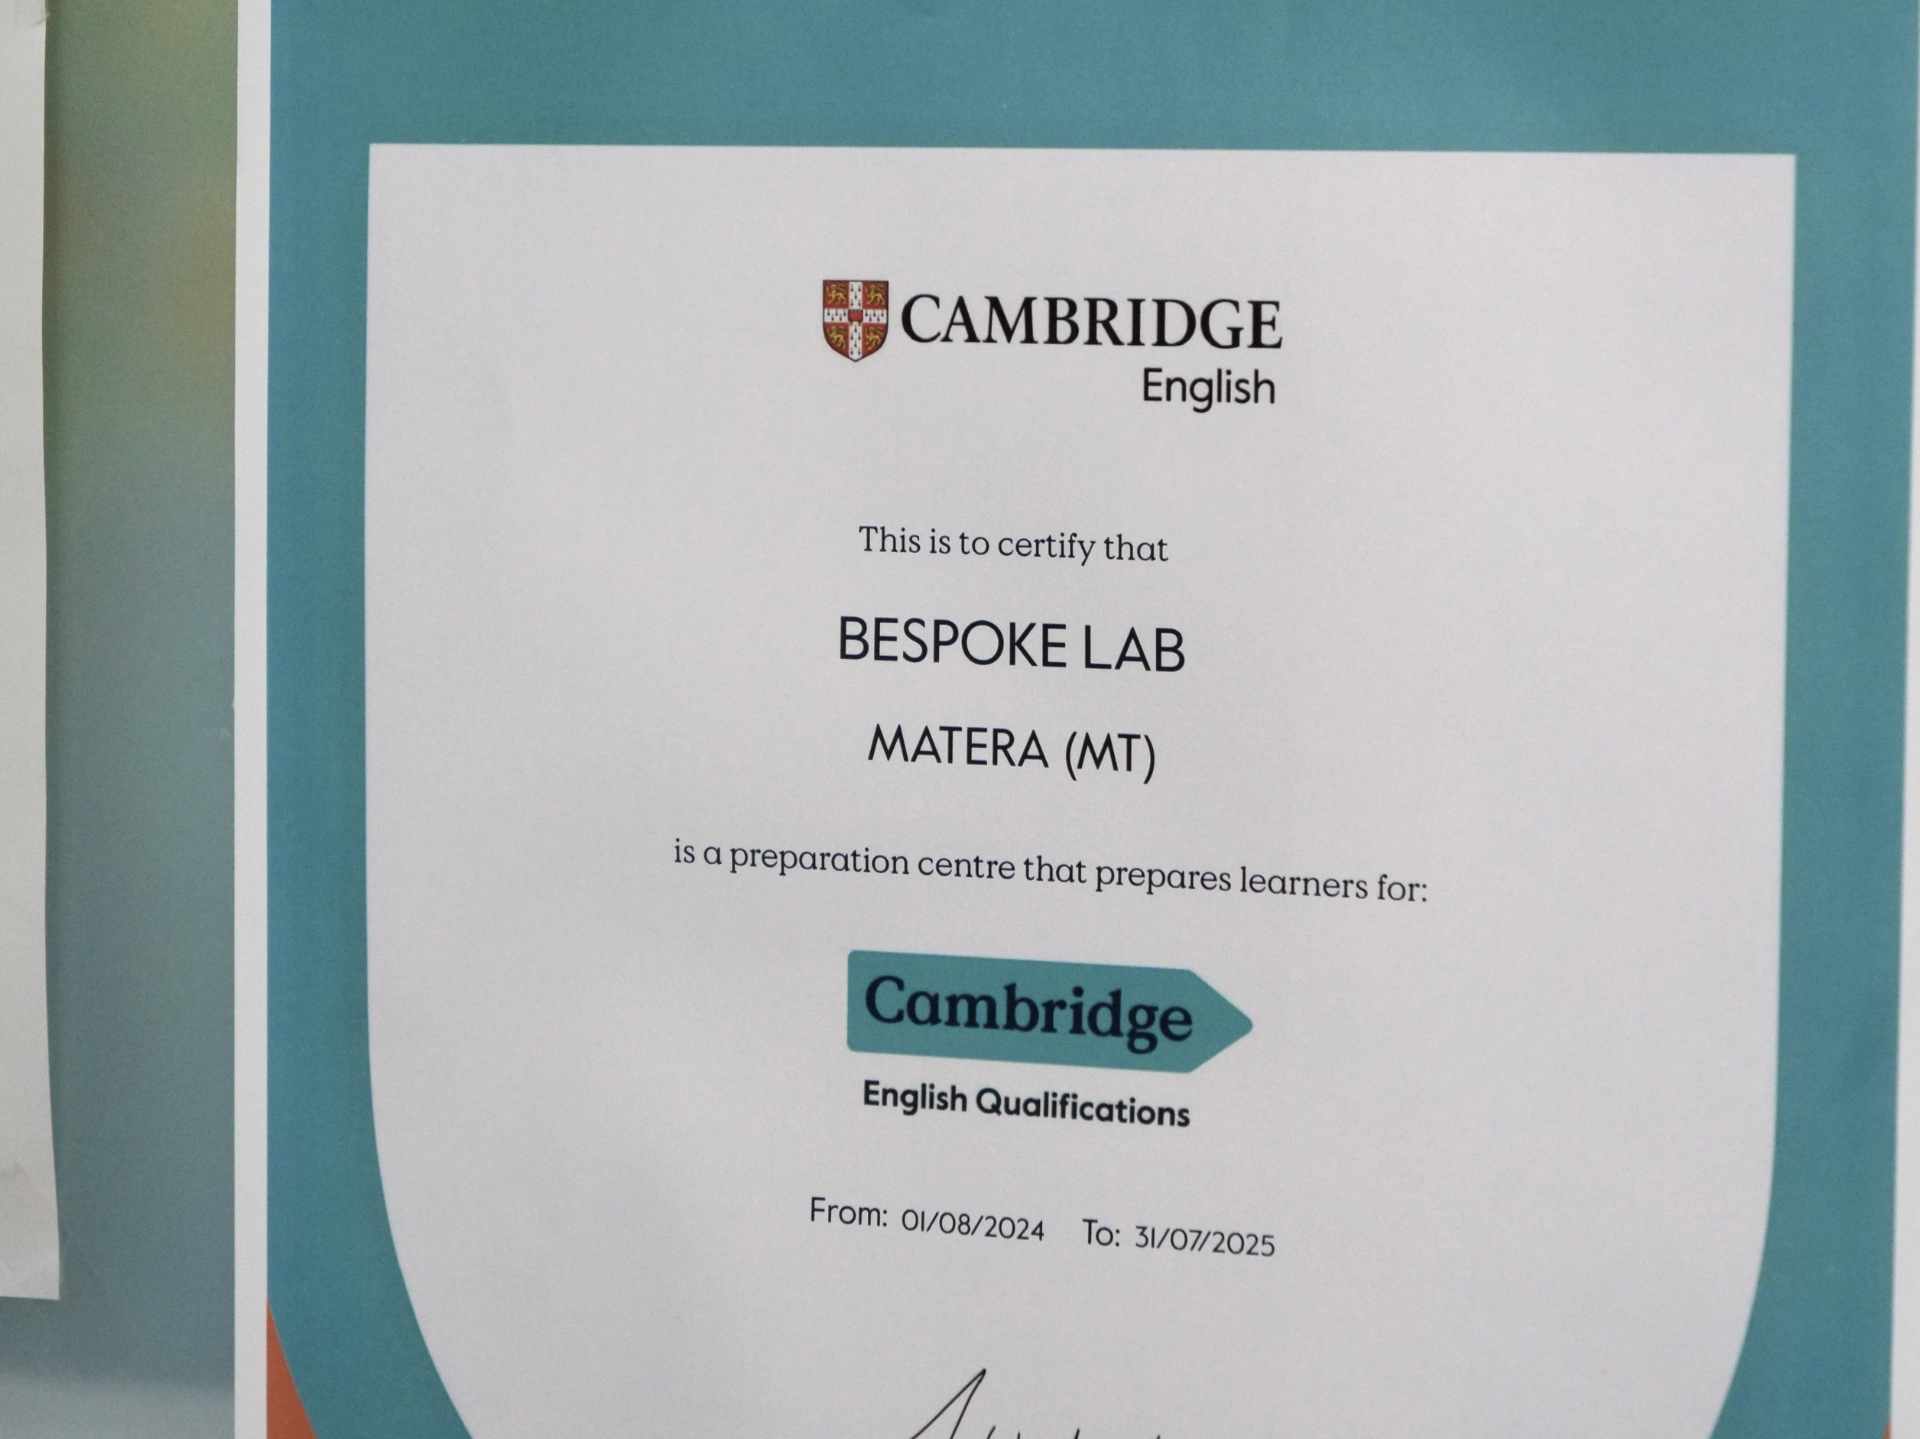 CAMBRIDGE
English
This is to certify that
BESPOKE LAB
MATERA (MT)
is a preparation centre that prepares learners for:
Cambridge
English Qualifications
From: 01/08/2024 To: 31/07/2025